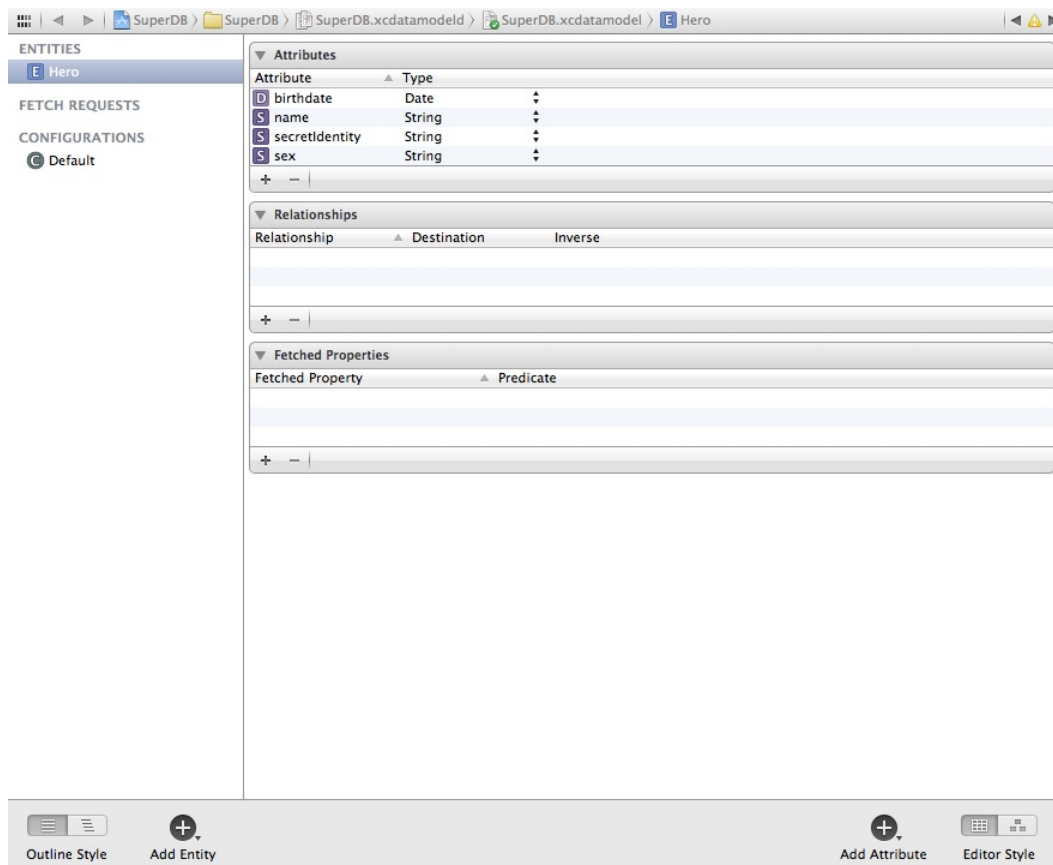 SuperDB SuperDB SuperDB.xcdatamodeld SuperDB.xcdatamodel E Hero
ENTITIES
E Hero
FETCH REQUESTS
CONFIGURATIONS
C Default
Attributes
Attribute Type
D birthdate Date
S name String
S secretIdentity String
S sex String
Relationships
Relationship Destination Inverse
Fetched Properties
Fetched Property Predicate
Outline Style Add Entity Add Attribute Editor Style